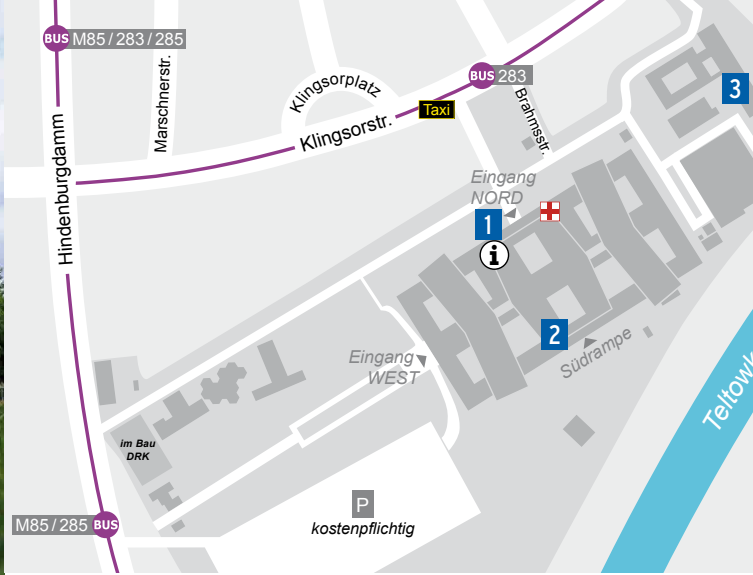 BUS M85 / 283 / 285
Marschnerstr.
Klingsorplatz
BUS 283
Taxi
Klingsorstr.
Brahmsstr.
3
Hindenburgdamm
Eingang
NORD
1
i
2
Südrampe
Eingang
WEST
im Bau
DRK
P
kostenpflichtig
M85 / 285 BUS
Teltowk